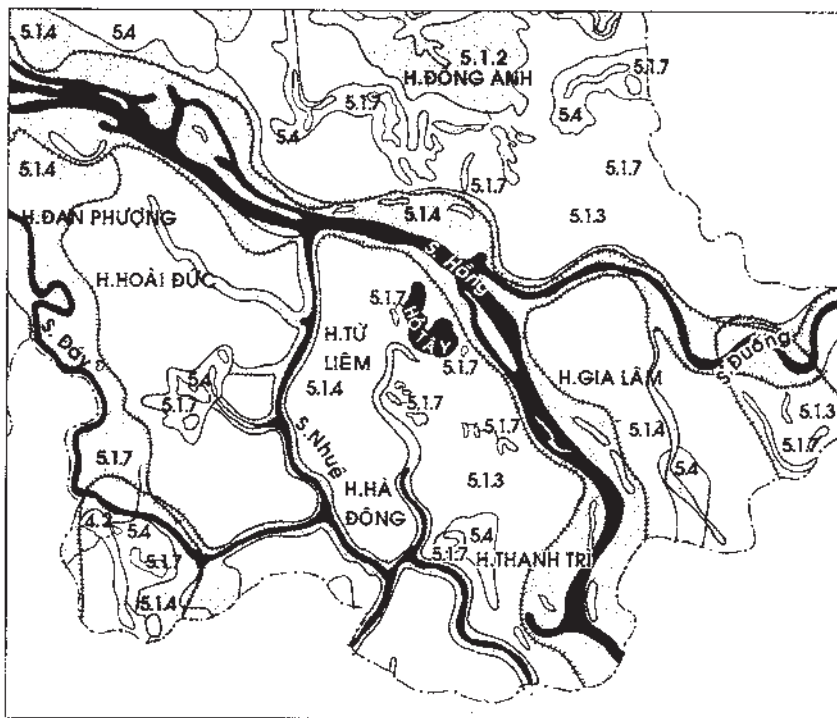 5.1.4
5.4
5.1.2
H.ĐÔNG ANH
5.1.7
5.1.7
5.4
5.4
5.1.4
5.1.7
5.1.7
5.1.4
5.1.3
H.ĐAN PHƯỢNG
S. Hồng
H.HOÀI ĐỨC
5.1.7
HỒ TÂY
H.TỪ
LIÊM
S. Đáy
S. Đuống
5.1.7
5.4
5.1.4
H.GIA LÂM
5.1.7
5.1.7
5.1.3
5.1.7
5.1.4
S. Nhuệ
5.1.7
5.1.7
5.1.3
5.4
H.HÀ
ĐÔNG
4.2
5.4
5.4
5.1.7
5.1.7
H.THANH TRÌ
5.1.4